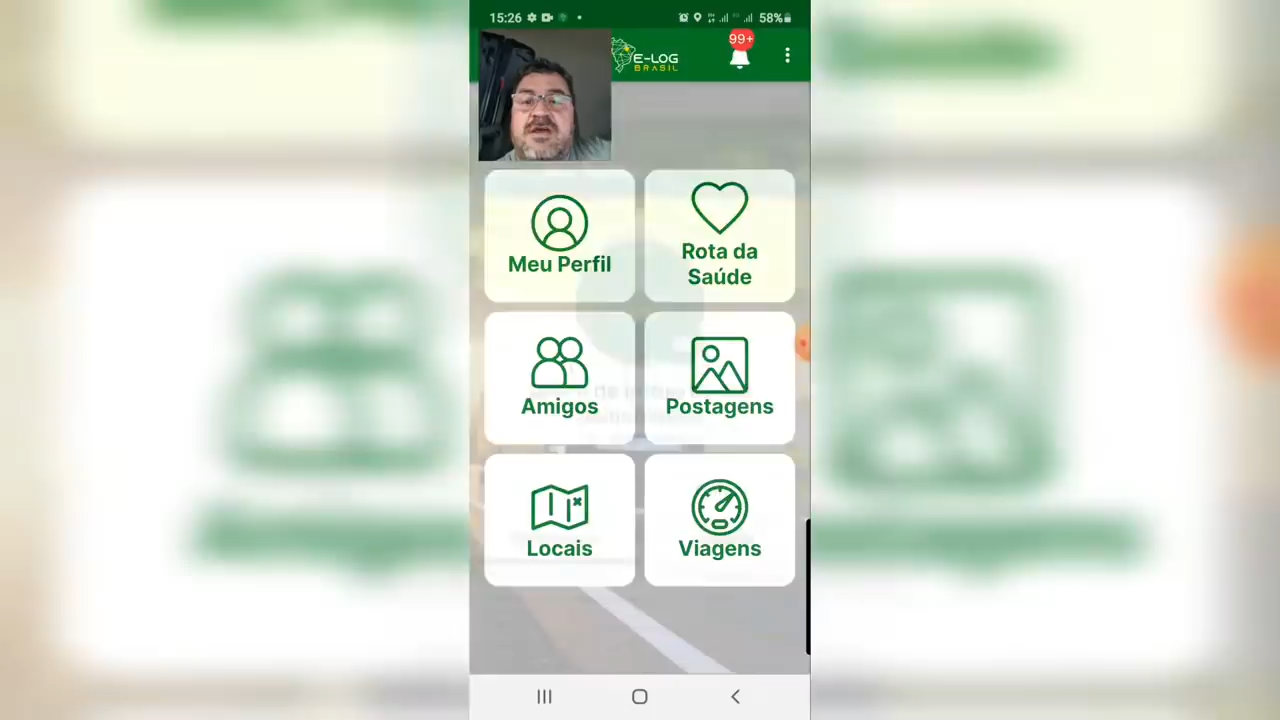 15:26
58%
E-LOG
BRASIL
99+
Meu Perfil
Rota da
Saúde
Amigos
Postagens
Locais
Viagens